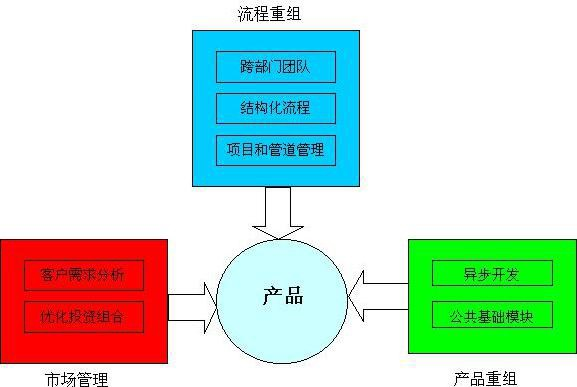 流程重组
跨部门团队
结构化流程
项目和管道管理
客户需求分析
优化投资组合
市场管理
产品
异步开发
公共基础模块
产品重组